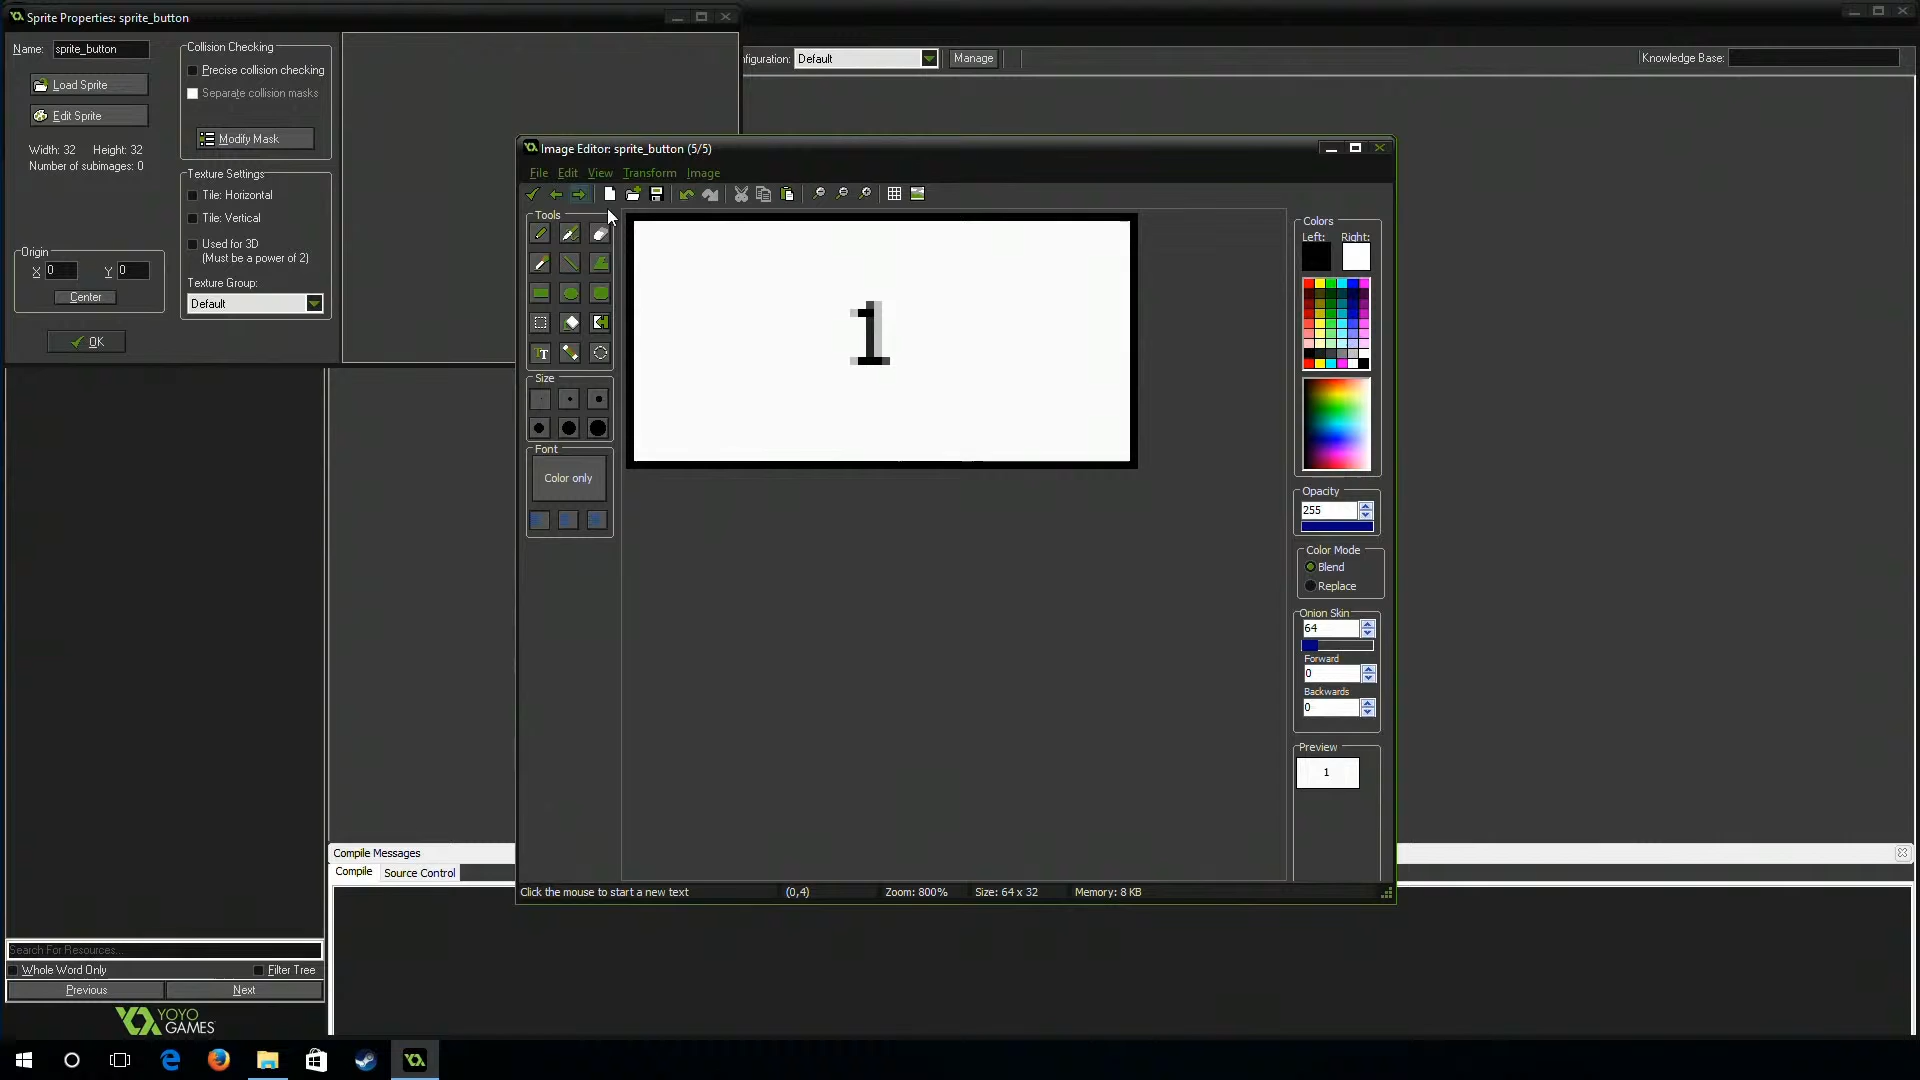 Sprite Properties: sprite_button
Name: sprite_button
Load Sprite
Edit Sprite
Width: 32 Height: 32
Number of subimages: 0
Origin
X 0 Y 0
Center
OK
Collision Checking
Precise collision checking
Separate collision masks
Modify Mask
Texture Settings
Tile: Horizontal
Tile: Vertical
Used for 3D
(Must be a power of 2)
Texture Group:
Default
nfiguration: Default
Manage
Knowledge Base:
Image Editor: sprite_button (5/5)
File Edit View Transform Image
Tools
Size
Font
Color only
1
Colors
Left: Right:
Opacity
255
Color Mode
Blend
Replace
Onion Skin
64
Forward
0
Backwards
0
Preview
1
Click the mouse to start a new text (0,4) Zoom: 800% Size: 64 x 32 Memory: 8 KB
Compile Messages
Compile Source Control
Search For Resources...
Whole Word Only Filter Tree
Previous Next
YOYO
GAMES